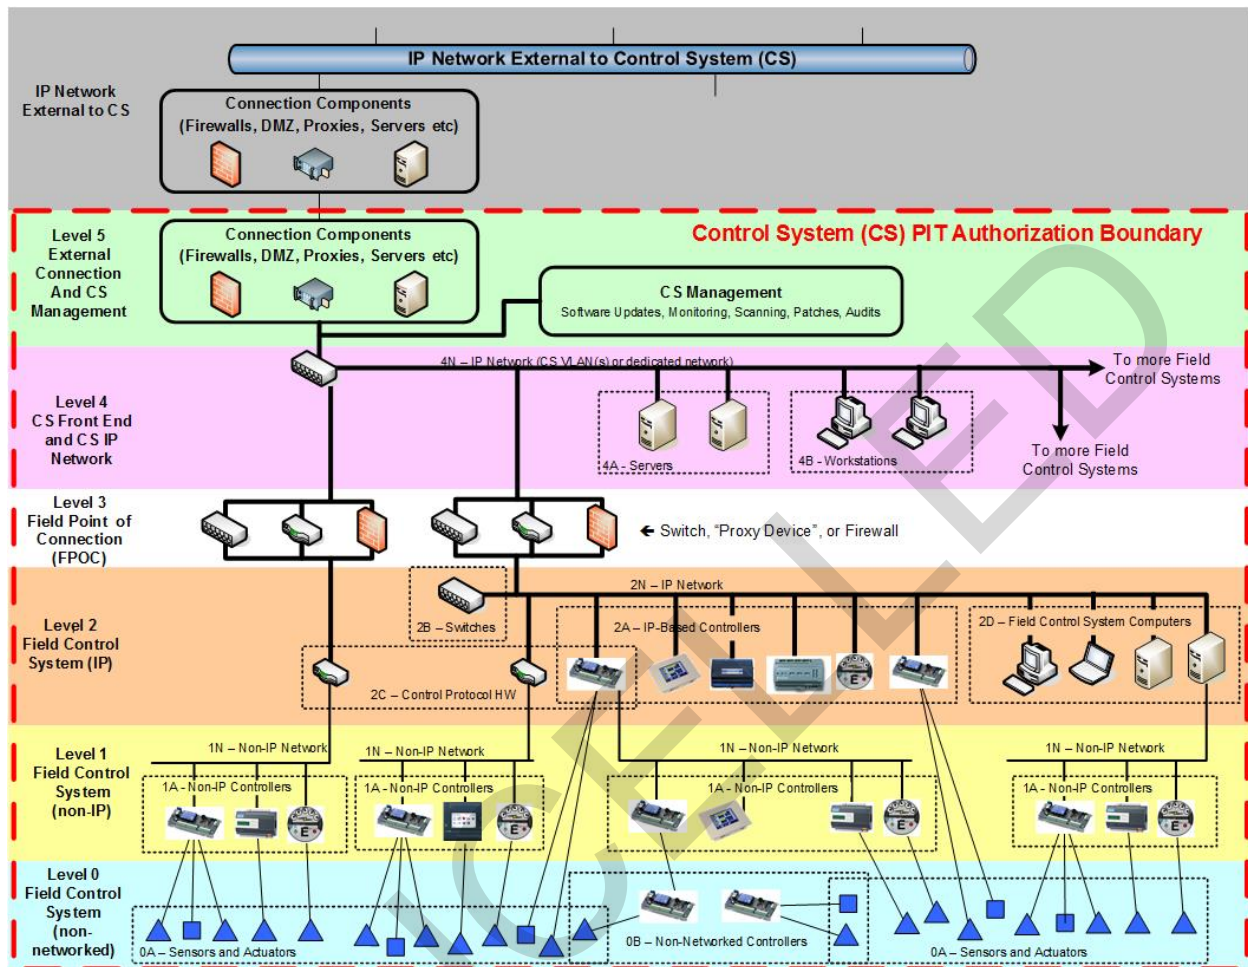 IP Network External to Control System (CS)
IP Network
External to CS
Connection Components
(Firewalls, DMZ, Proxies, Servers etc)
Level 5
External
Connection
And CS
Management
Connection Components
(Firewalls, DMZ, Proxies, Servers etc)
Control System (CS) PIT Authorization Boundary
CS Management
Software Updates, Monitoring, Scanning, Patches, Audits
4N – IP Network (CS VLAN(s) or dedicated network)
To more Field
Control Systems
Level 4
CS Front End
and CS IP
Network
4A - Servers
4B - Workstations
To more Field
Control Systems
Level 3
Field Point of
Connection
(FPOC)
← Switch, “Proxy Device”, or Firewall
2N – IP Network
Level 2
Field Control
System (IP)
2B – Switches
2A – IP-Based Controllers
2D – Field Control System Computers
2C – Control Protocol HW
Level 1
Field Control
System
(non-IP)
1N – Non-IP Network
1N – Non-IP Network
1N – Non-IP Network
1N – Non-IP Network
1A - Non-IP Controllers
1A - Non-IP Controllers
1A - Non-IP Controllers
1A - Non-IP Controllers
E
E
E
E
E
Level 0
Field Control
System
(non-
networked)
0A – Sensors and Actuators
0B – Non-Networked Controllers
0A – Sensors and Actuators
CANCELLED